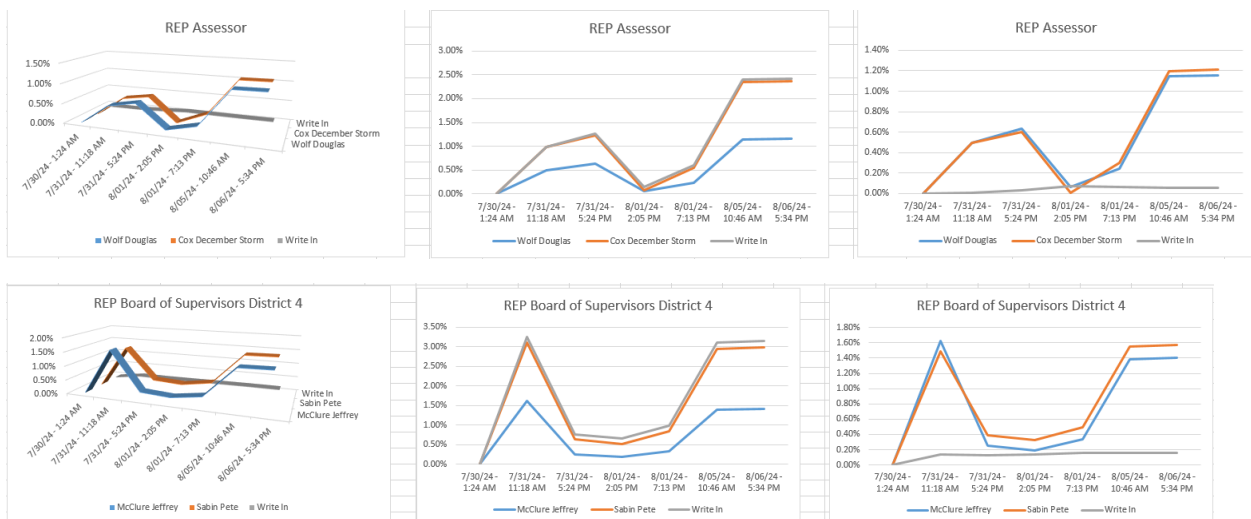 REP Assessor
1.50%
1.00%
0.50%
0.00%
Write In
Cox December Storm
Wolf Douglas
7/30/24 - 1:24 AM
7/31/24 - 11:18 AM
7/31/24 - 5:24 PM
8/01/24 - 2:05 PM
8/01/24 - 7:13 PM
8/05/24 - 10:46 AM
8/06/24 - 5:34 PM
Wolf Douglas Cox December Storm Write In
REP Assessor
3.00%
2.50%
2.00%
1.50%
1.00%
0.50%
0.00%
7/30/24 - 7/31/24 - 7/31/24 - 8/01/24 - 8/01/24 - 8/05/24 - 8/06/24 -
1:24 AM 11:18 AM 5:24 PM 2:05 PM 7:13 PM 10:46 AM 5:34 PM
Wolf Douglas Cox December Storm Write In
REP Assessor
1.40%
1.20%
1.00%
0.80%
0.60%
0.40%
0.20%
0.00%
7/30/24 - 7/31/24 - 7/31/24 - 8/01/24 - 8/01/24 - 8/05/24 - 8/06/24 -
1:24 AM 11:18 AM 5:24 PM 2:05 PM 7:13 PM 10:46 AM 5:34 PM
Wolf Douglas Cox December Storm Write In
REP Board of Supervisors District 4
2.00%
1.50%
1.00%
0.50%
0.00%
Write In
Sabin Pete
McClure Jeffrey
7/30/24 - 1:24 AM
7/31/24 - 11:18 AM
7/31/24 - 5:24 PM
8/01/24 - 2:05 PM
8/01/24 - 7:13 PM
8/05/24 - 10:46 AM
8/06/24 - 5:34 PM
McClure Jeffrey Sabin Pete Write In
REP Board of Supervisors District 4
3.50%
3.00%
2.50%
2.00%
1.50%
1.00%
0.50%
0.00%
7/30/24 - 7/31/24 - 7/31/24 - 8/01/24 - 8/01/24 - 8/05/24 - 8/06/24 -
1:24 AM 11:18 AM 5:24 PM 2:05 PM 7:13 PM 10:46 AM 5:34 PM
McClure Jeffrey Sabin Pete Write In
REP Board of Supervisors District 4
1.80%
1.60%
1.40%
1.20%
1.00%
0.80%
0.60%
0.40%
0.20%
0.00%
7/30/24 - 7/31/24 - 7/31/24 - 8/01/24 - 8/01/24 - 8/05/24 - 8/06/24 -
1:24 AM 11:18 AM 5:24 PM 2:05 PM 7:13 PM 10:46 AM 5:34 PM
McClure Jeffrey Sabin Pete Write In